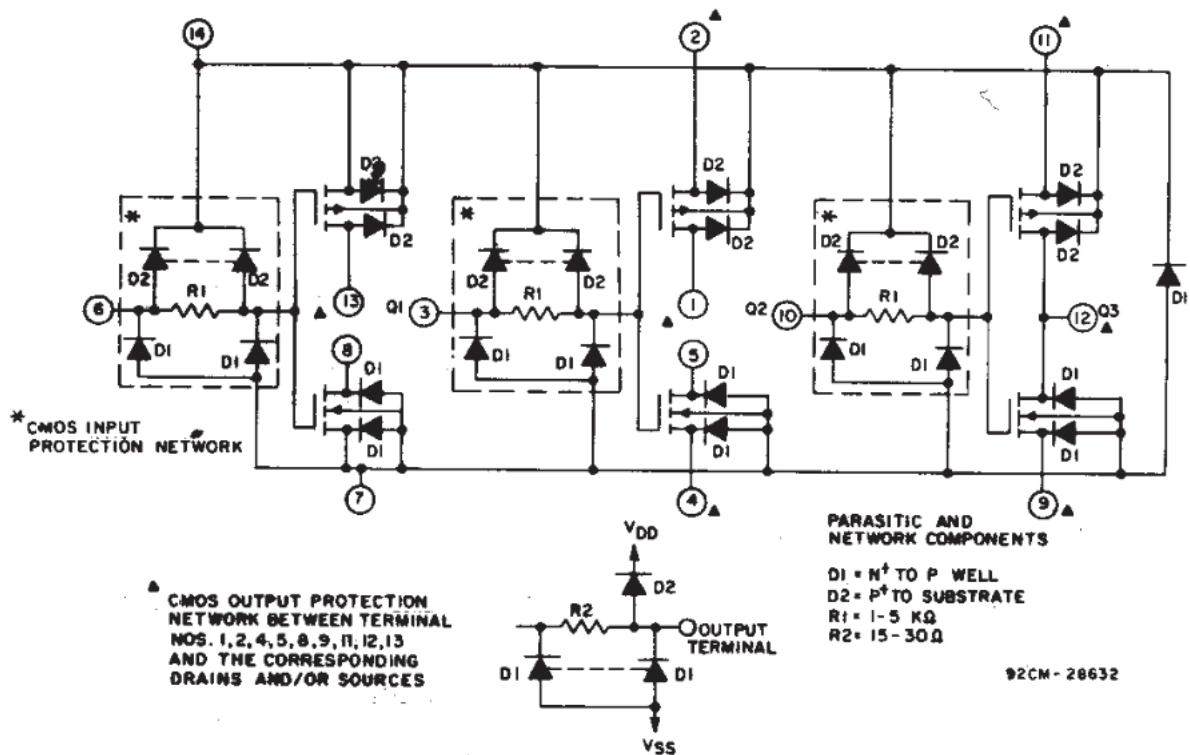 14 2 ▲ 11 ▲
D2 D2 D2
* * *
D2 D2 D2
D2 D2 D2 D2 D2 D2 D1
R1 R1 R1
6 13 ▲ Q1 3 1 ▲ Q2 10 12 Q3 ▲
8 5
D1 D1 D1 D1 D1 D1 D1 D1 D1
D1 D1 D1
* CMOS INPUT
PROTECTION NETWORK
7 4 ▲ 9 ▲
▲ CMOS OUTPUT PROTECTION
NETWORK BETWEEN TERMINAL
NOS. 1,2,4,5,8,9,11,12,13
AND THE CORRESPONDING
DRAINS AND/OR SOURCES
VDD
D2
R2
OUTPUT
TERMINAL
D1 D1
VSS
PARASITIC AND
NETWORK COMPONENTS
D1 = N+ TO P WELL
D2 = P+ TO SUBSTRATE
R1 = 1-5 KΩ
R2 = 15-30Ω
92CM-28632